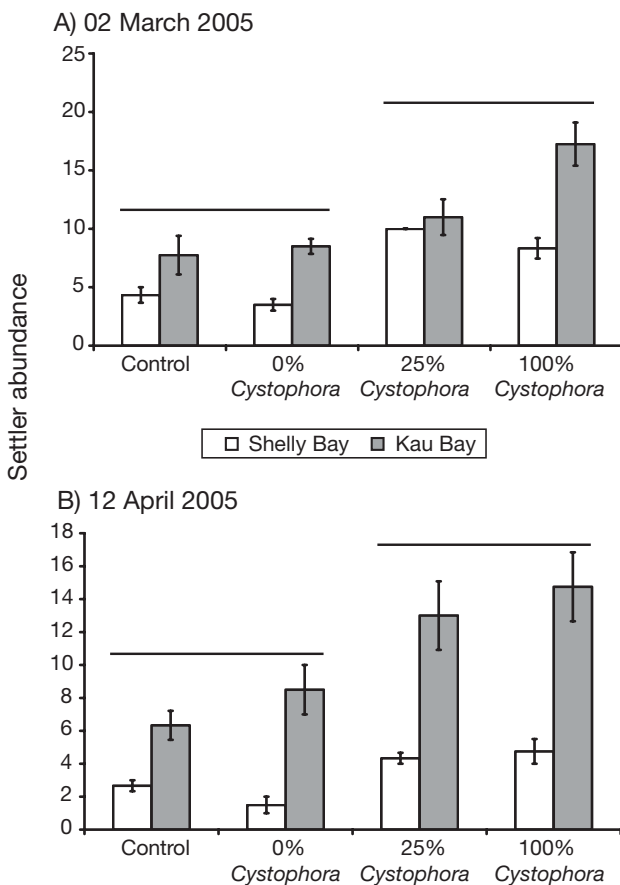 A) 02 March 2005
25
20
15
10
5
0
Control 0% 25% 100%
Cystophora Cystophora Cystophora
Settler abundance
Shelly Bay Kau Bay
B) 12 April 2005
18
16
14
12
10
8
6
4
2
0
Control 0% 25% 100%
Cystophora Cystophora Cystophora